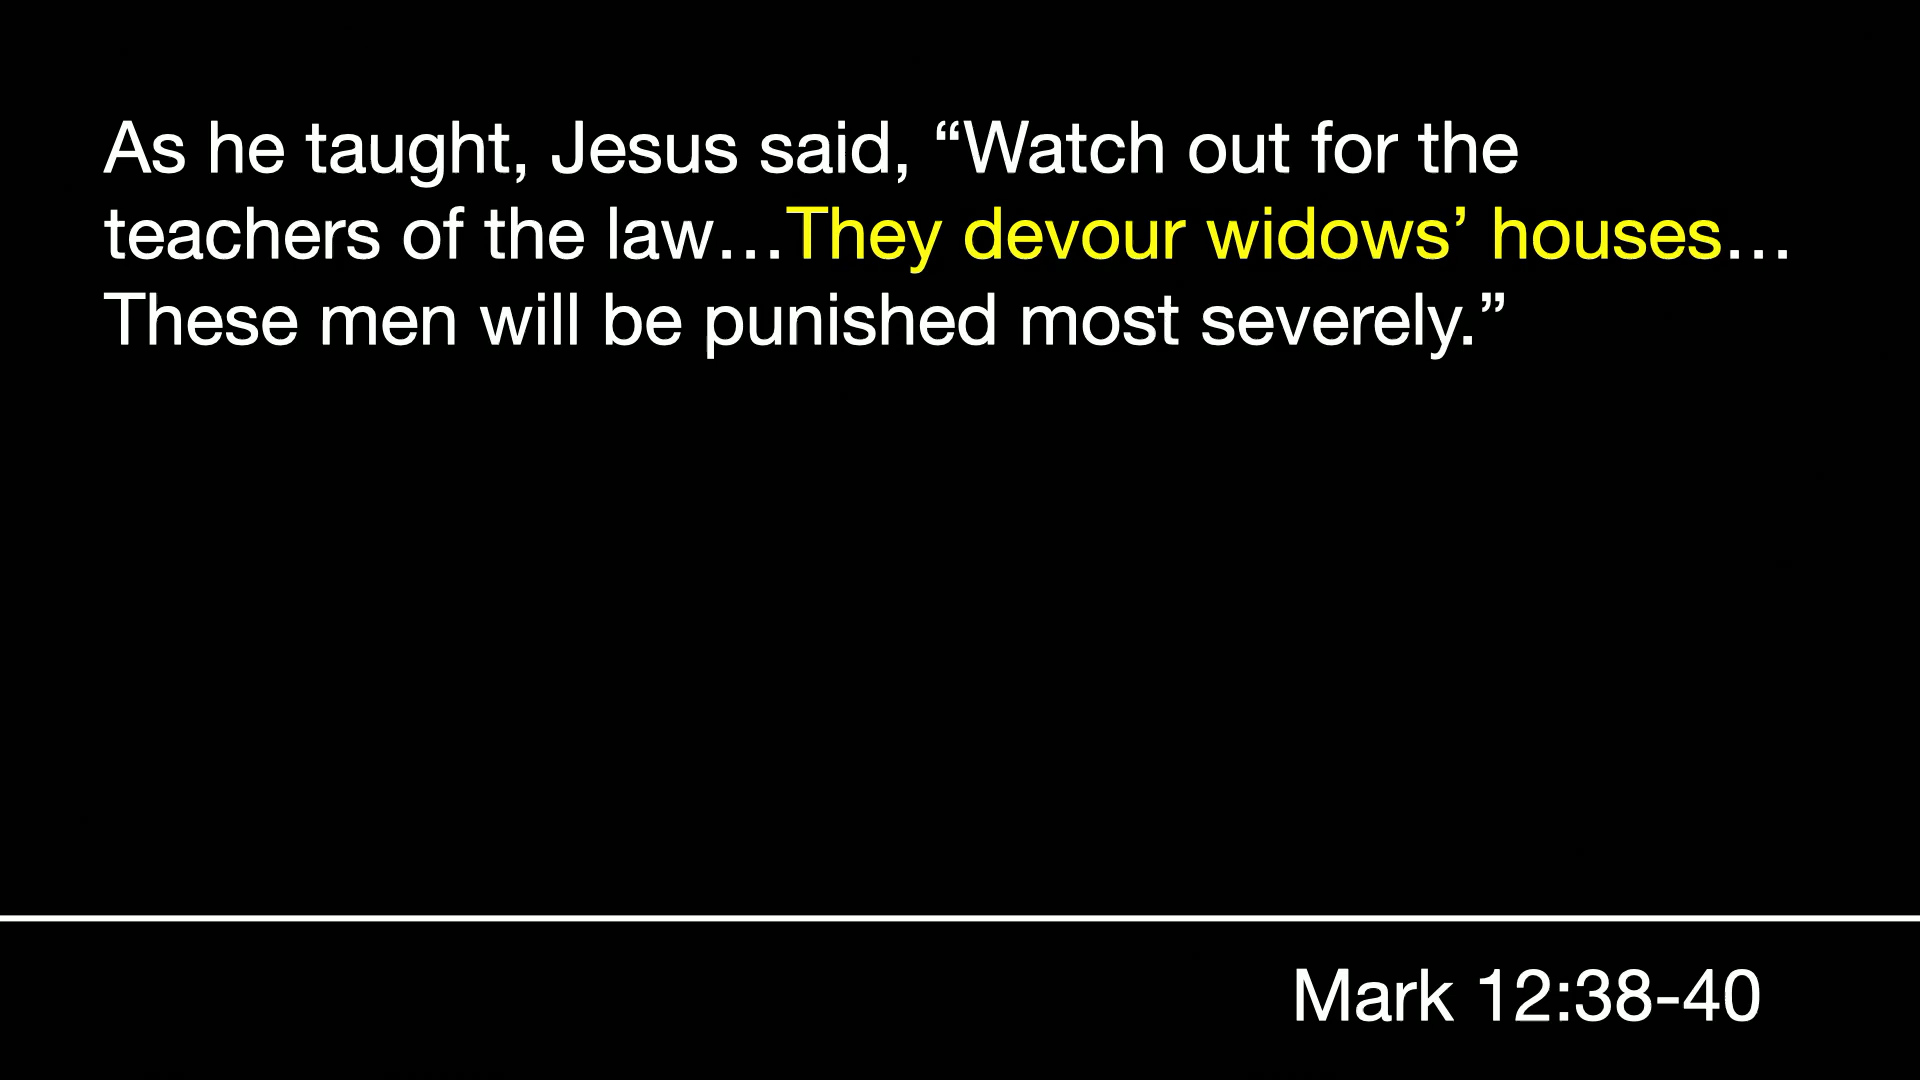 As he taught, Jesus said, “Watch out for the
teachers of the law…They devour widows’ houses…
These men will be punished most severely.”
Mark 12:38-40